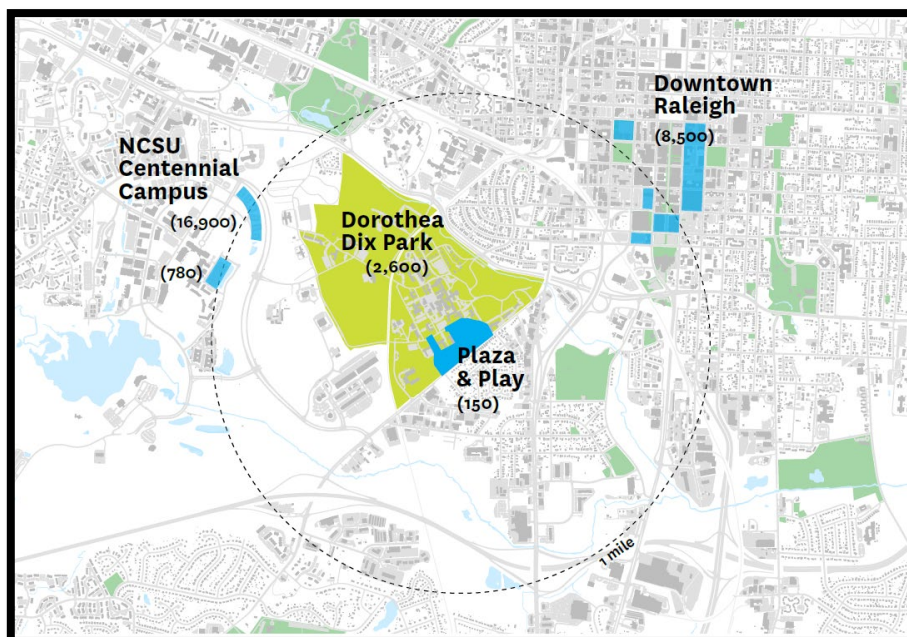 Downtown
Raleigh
(8,500)
NCSU
Centennial
Campus
(16,900)
(780)
Dorothea
Dix Park
(2,600)
Plaza
& Play
(150)
1 mile